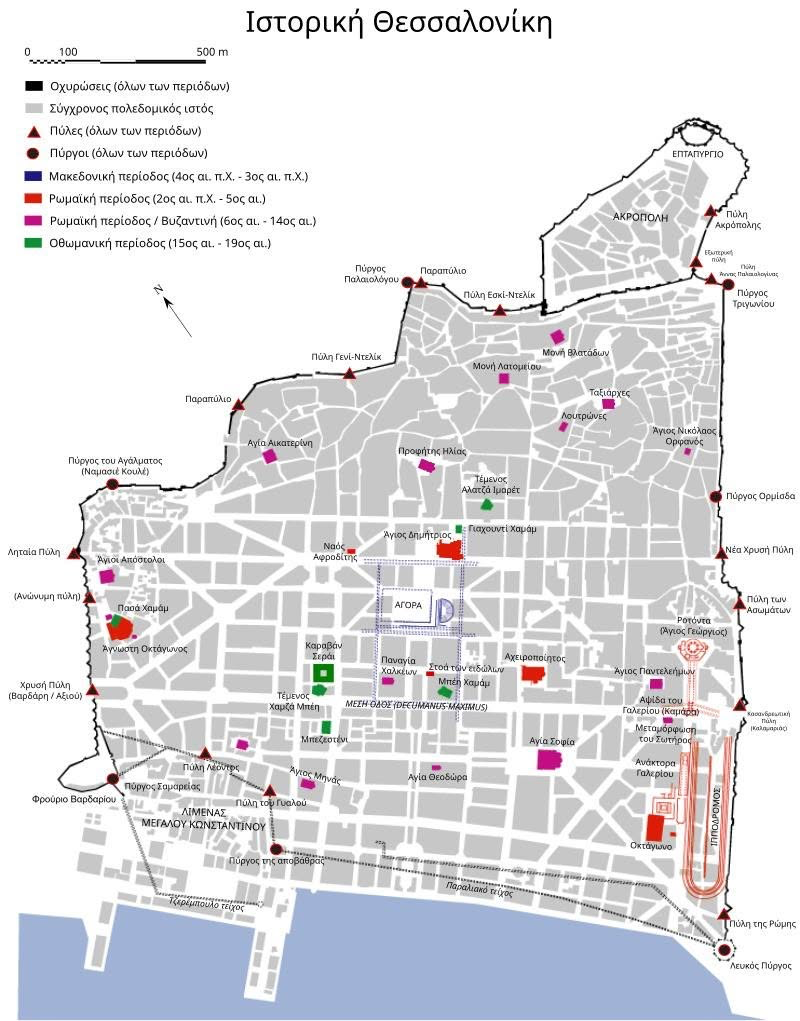 Ιστορική Θεσσαλονίκη
0 100 500 m
Οχυρώσεις (όλων των περιόδων)
Σύγχρονος πολεδομικός ιστός
Πύλες (όλων των περιόδων)
Πύργοι (όλων των περιόδων)
Μακεδονική περίοδος (4ος αι. π.Χ. - 3ος αι. π.Χ.)
Ρωμαϊκή περίοδος (2ος αι. π.Χ. - 5ος αι.)
Ρωμαϊκή περίοδος / Βυζαντινή (6ος αι. - 14ος αι.)
Οθωμανική περίοδος (15ος αι. - 19ος αι.)
N
ΕΠΤΑΠΥΡΓΙΟ
ΑΚΡΟΠΟΛΗ
Πύλη
Ακρόπολης
Εξωτερική
πύλη
Πύλη
Άννας Παλαιολογίνας
Πύργος
Τριγωνίου
Πύργος
Παλαιολόγου
Παραπύλιο
Πύλη Εσκί-Ντελίκ
Μονή Βλατάδων
Πύλη Γενί-Ντελίκ
Μονή Λατομείου
Ταξιάρχες
Παραπύλιο
Λουτρώνες
Άγιος Νικόλαος
Ορφανός
Αγία Αικατερίνη
Προφήτης Ηλίας
Πύργος του Αγάλματος
(Ναμασιέ Κουλέ)
Τέμενος
Αλατζά Ιμαρέτ
Πύργος Ορμίσδα
Γιαχουντί Χαμάμ
Άγιος Δημήτριος
Ναός
Αφροδίτης
Ληταία Πύλη
Άγιοι Απόστολοι
Νέα Χρυσή Πύλη
(Ανώνυμη πύλη)
Πασά Χαμάμ
ΑΓΟΡΑ
Πύλη των
Ασωμάτων
Ροτόντα
(Άγιος Γεώργιος)
Άγνωστη Οκτάγωνος
Καραβάν
Σεράι
Παναγία
Χαλκέων
Στοά των ειδώλων
Αχειροποίητος
Άγιος Παντελεήμων
Χρυσή Πύλη
(Βαρδάρη / Αξιού)
Τέμενος
Χαμζά Μπέη
Μπέη Χαμάμ
ΜΕΣΗ ΟΔΟΣ (DECUMANUS MAXIMUS)
Αψίδα του
Γαλερίου (Καμάρα)
Κασσανδρεωτική
Πύλη
(Καλαμαριάς)
Μεταμόρφωση
του Σωτήρος
Μπεζεστένι
Αγία Σοφία
Ανάκτορα
Γαλερίου
Πύλη Λέοντος
Άγιος Μηνάς
Αγία Θεοδώρα
Πύργος Σαμαρείας
Φρούριο Βαρδαρίου
Πύλη του Γυαλού
ΛΙΜΕΝΑΣ
ΜΕΓΑΛΟΥ ΚΩΝΣΤΑΝΤΙΝΟΥ
ΙΠΠΟΔΡΟΜΟΣ
Οκτάγωνο
Πύργος της αποβάθρας
Παραλιακό τείχος
Τζερέμπουλο τείχος
Πύλη της Ρώμης
Λευκός Πύργος